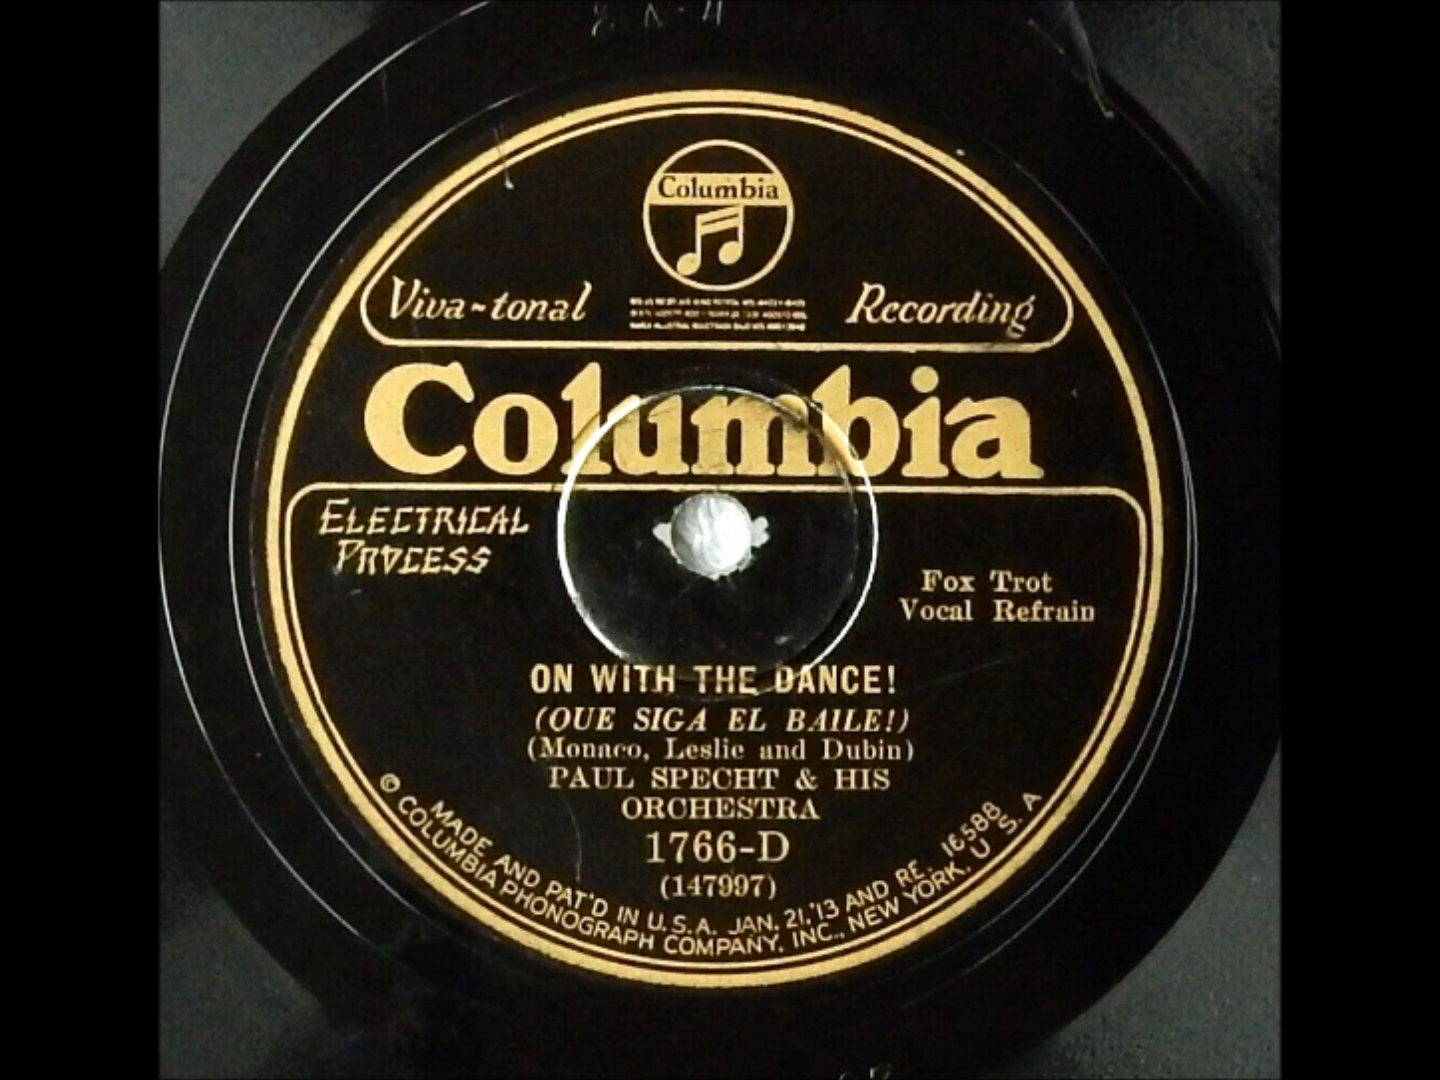 Columbia
Viva-tonal Recording
Columbia
ELECTRICAL
PROCESS
Fox Trot
Vocal Refrain
ON WITH THE DANCE!
(QUE SIGA EL BAILE!)
(Monaco, Leslie and Dubin)
PAUL SPECHT & HIS
ORCHESTRA
1766-D
(147997)
MADE AND PAT'D IN U.S.A. JAN. 21,'13 AND RE. 16588
© COLUMBIA PHONOGRAPH COMPANY, INC., NEW YORK, U. S. A